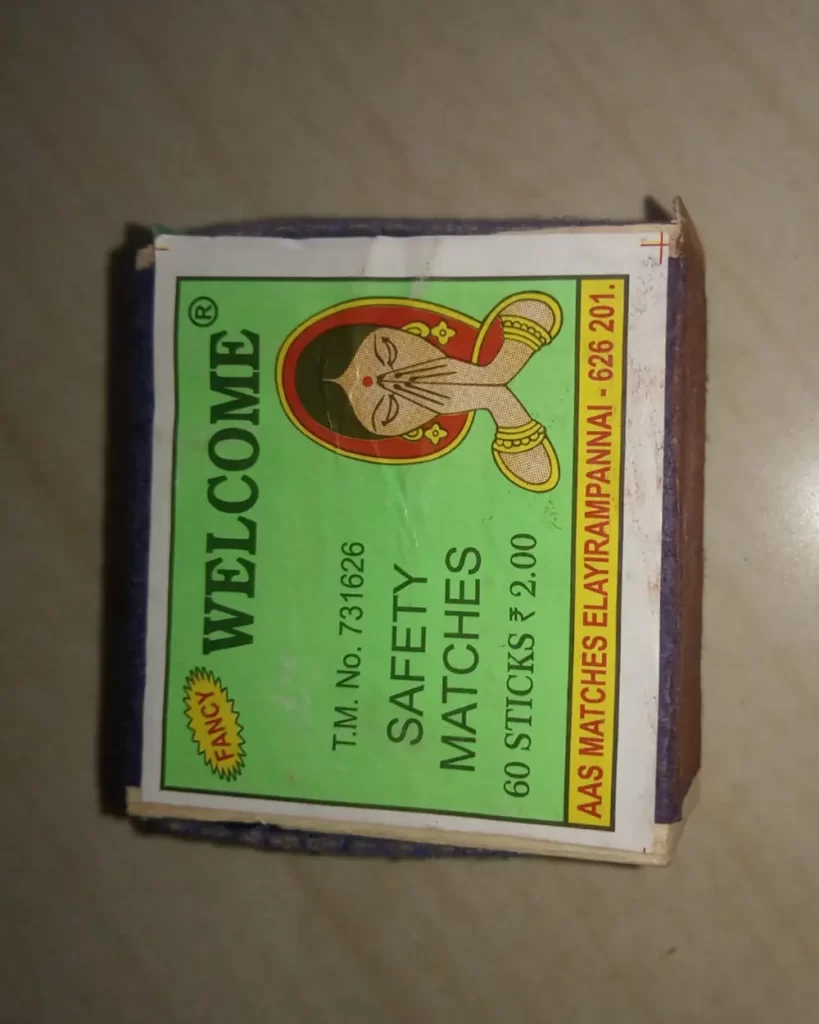 FANCY
WELCOME ®
T.M. No. 731626
SAFETY
MATCHES
60 STICKS ₹ 2.00
AAS MATCHES ELAYIRAMPANNAI - 626 201.